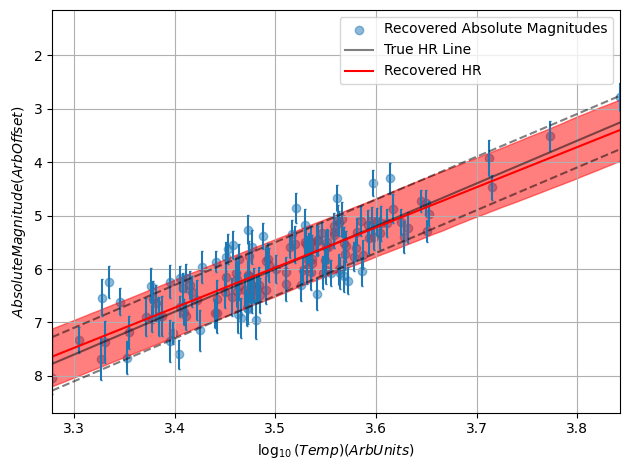 Recovered Absolute Magnitudes
True HR Line
Recovered HR
2
3
4
5
6
7
8
AbsoluteMagnitude(ArbOffset)
3.3 3.4 3.5 3.6 3.7 3.8
log₁₀(Temp)(ArbUnits)